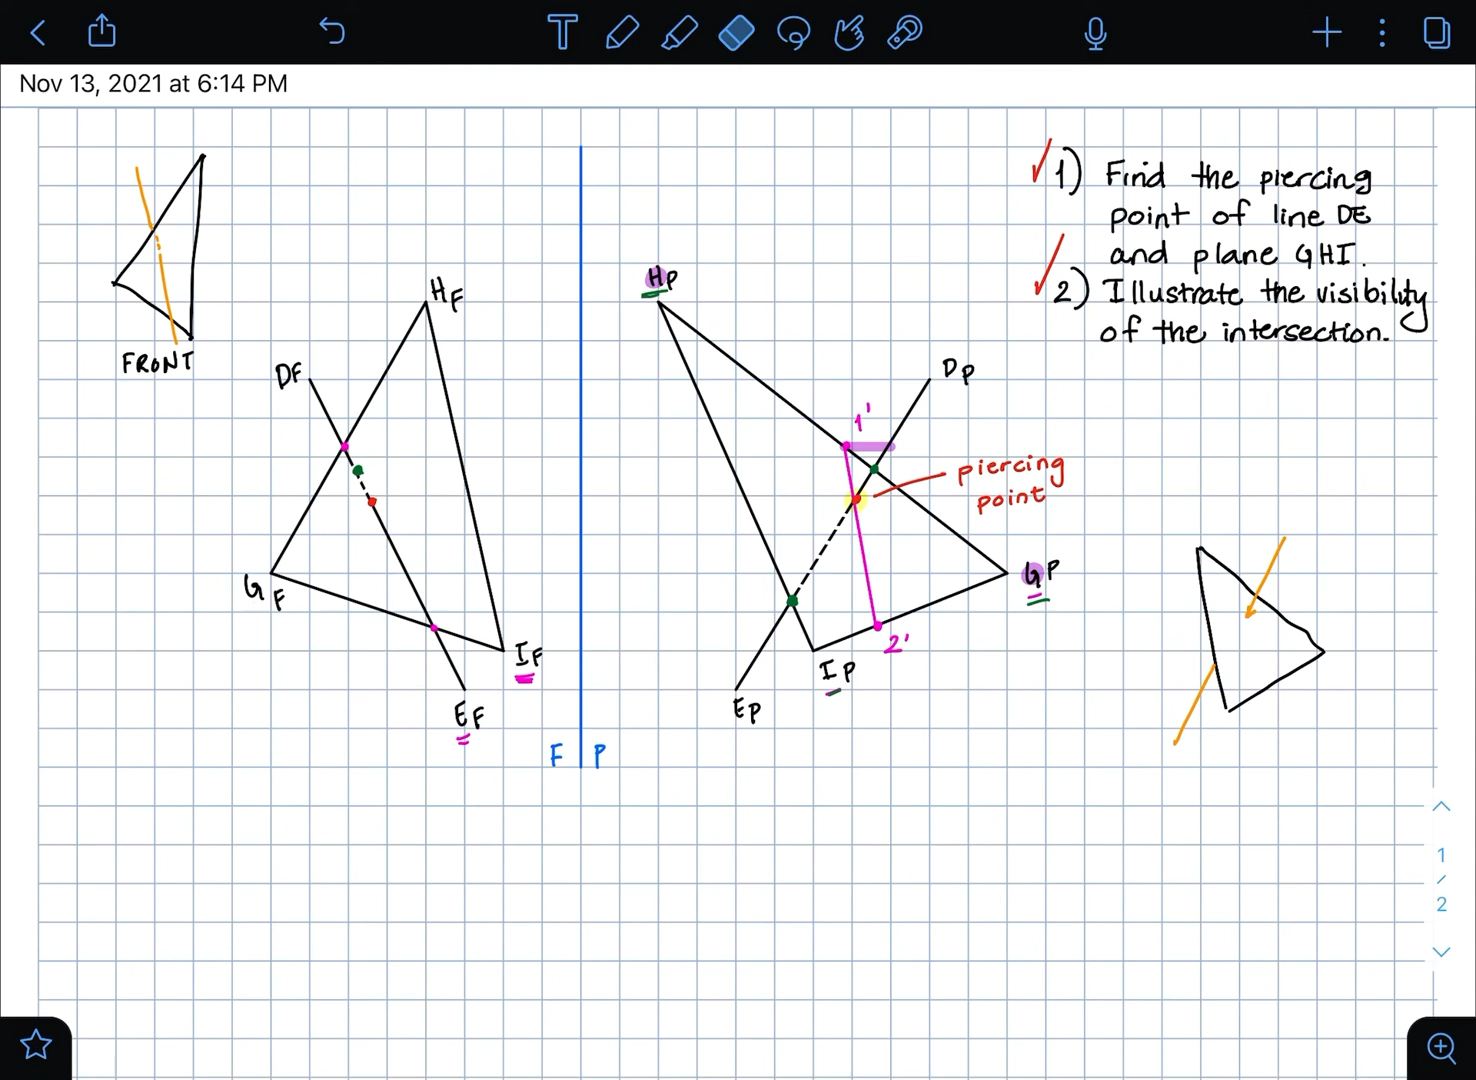 T
Nov 13, 2021 at 6:14 PM
1) Find the piercing
point of line DE
and plane GHI.
2) Illustrate the visibility
of the intersection.
FRONT
HF
DF
GF
IF
EF
F P
HP
DP
1'
piercing
point
GP
2'
IP
EP
1
/
2